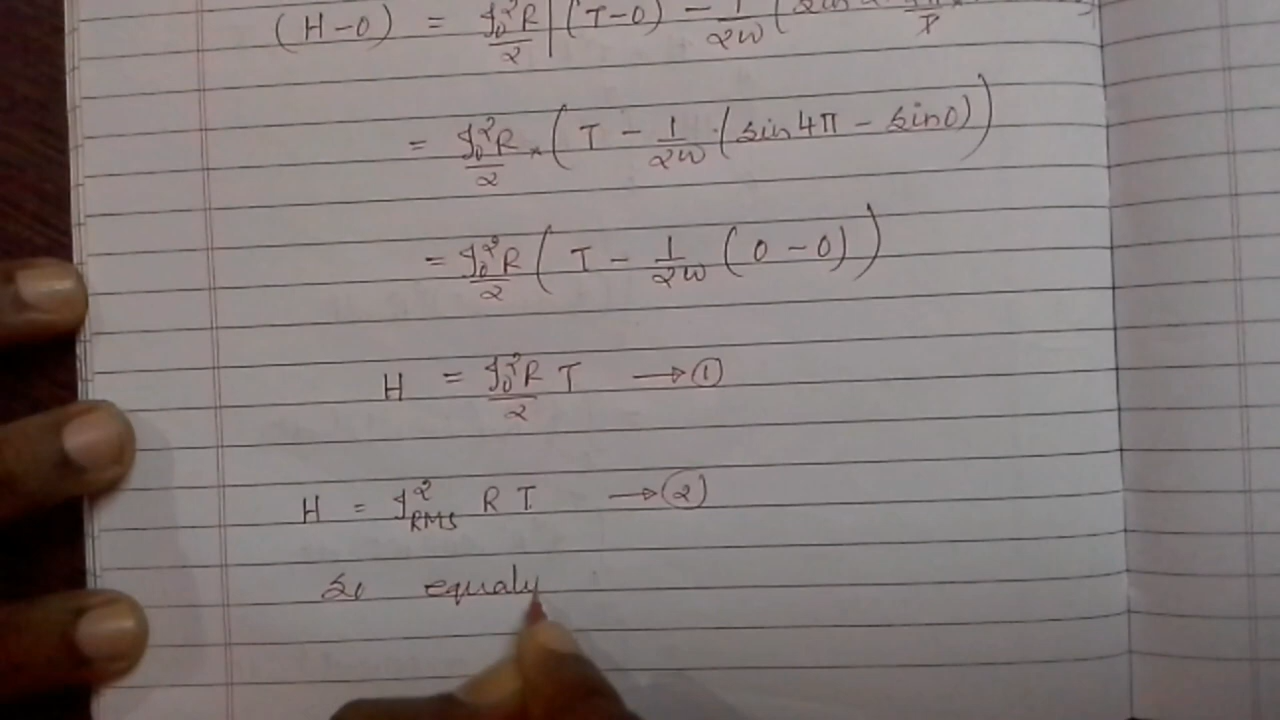 (H-0) = I₀²R/2 (T-0) - 1/2ω (
= I₀²R/2 × (T - 1/2ω (sin 4π - sin 0))
= I₀²R/2 (T - 1/2ω (0 - 0))
H = I₀²R/2 T → ①
H = I²RMS R T → ②
So equaly